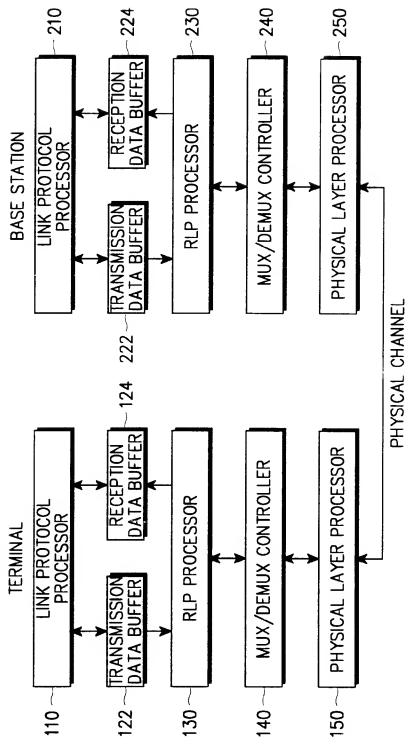 TERMINAL
110
LINK PROTOCOL
PROCESSOR
122
TRANSMISSION
DATA BUFFER
RECEPTION
DATA BUFFER
124
130
RLP PROCESSOR
140
MUX/DEMUX CONTROLLER
150
PHYSICAL LAYER PROCESSOR
BASE STATION
LINK PROTOCOL
PROCESSOR
210
222
TRANSMISSION
DATA BUFFER
RECEPTION
DATA BUFFER
224
RLP PROCESSOR
230
MUX/DEMUX CONTROLLER
240
PHYSICAL LAYER PROCESSOR
250
PHYSICAL CHANNEL